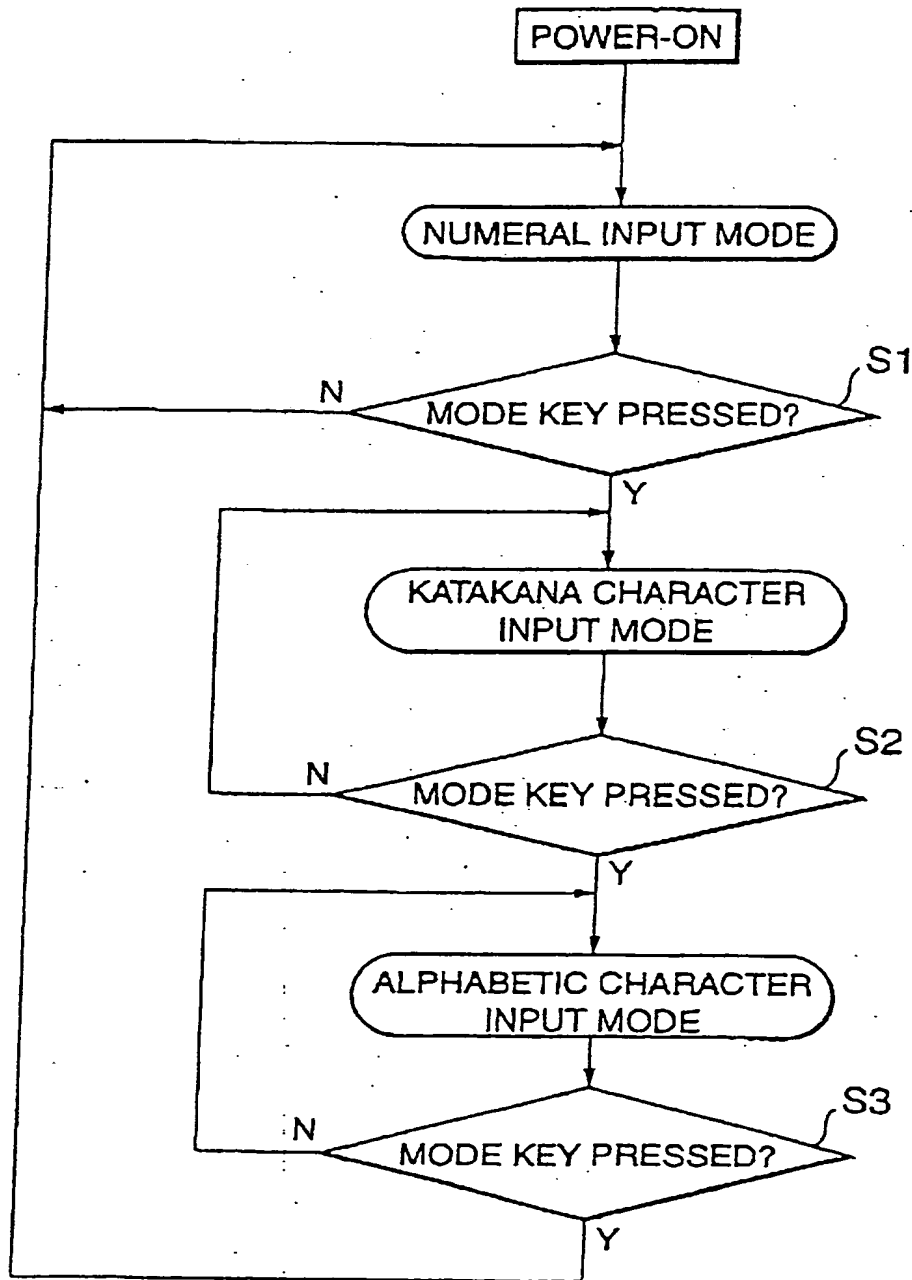 POWER-ON
NUMERAL INPUT MODE
S1
N
MODE KEY PRESSED?
Y
KATAKANA CHARACTER
INPUT MODE
S2
N
MODE KEY PRESSED?
Y
ALPHABETIC CHARACTER
INPUT MODE
S3
N
MODE KEY PRESSED?
Y